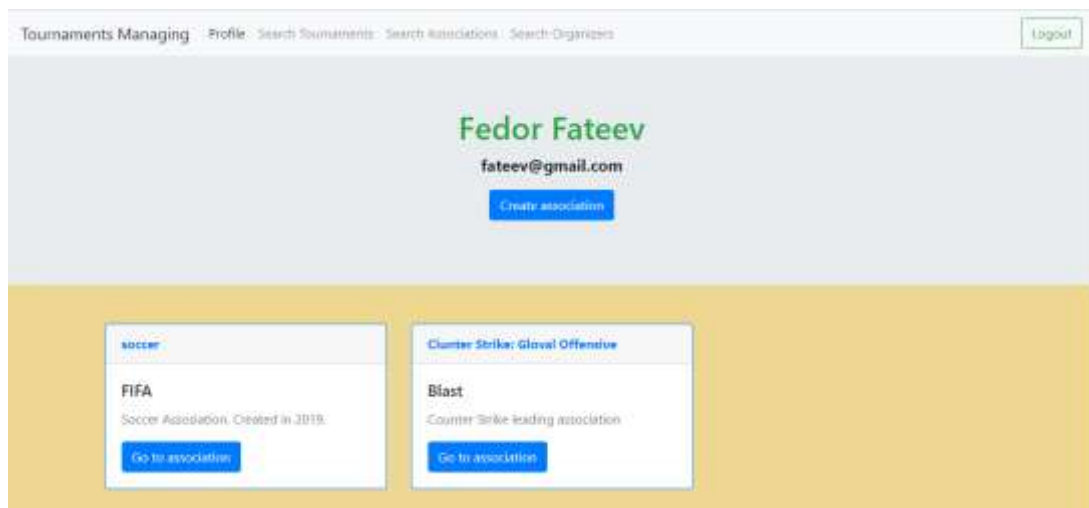 Tournaments Managing Profile Search Tournaments Search Associations Search Organizers Logout
Fedor Fateev
fateev@gmail.com
Create association
soccer
FIFA
Soccer Association. Created in 2019.
Go to association
Clunter Strike: Gloval Offensive
Blast
Counter Strike leading association
Go to association